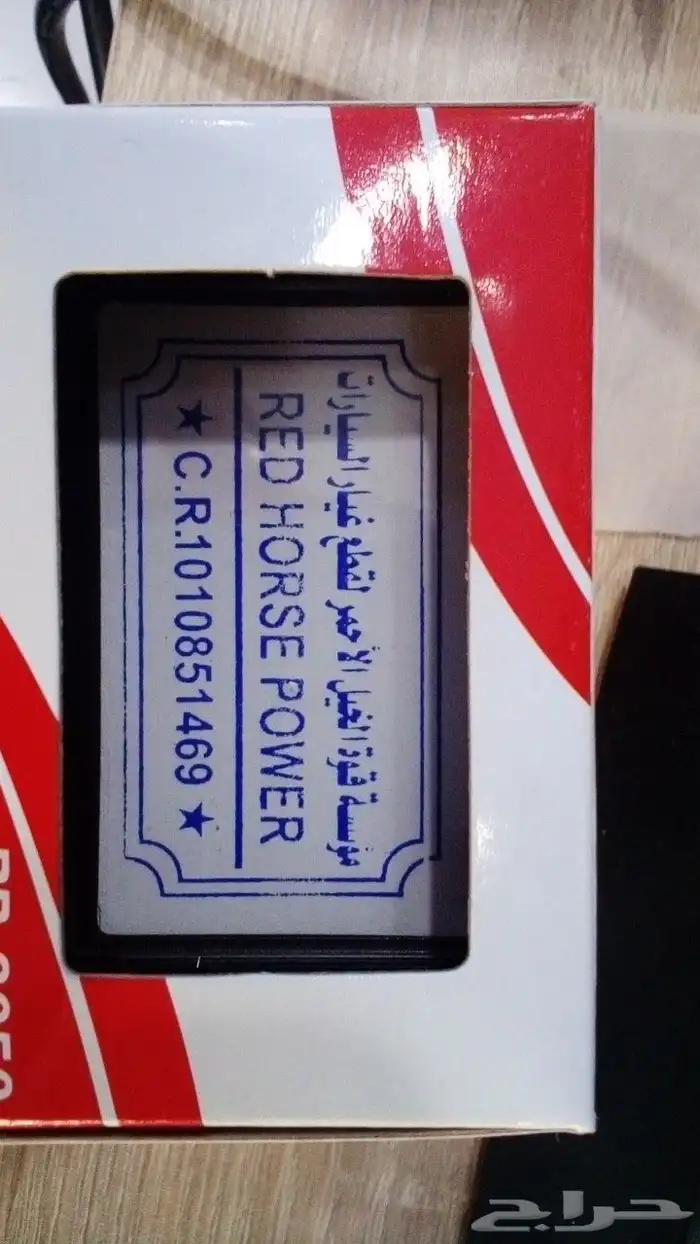 مؤسسة قوة الخيل الأحمر لقطع غيار السيارات
RED HORSE POWER
★ C.R.1010851469 ★
حراج